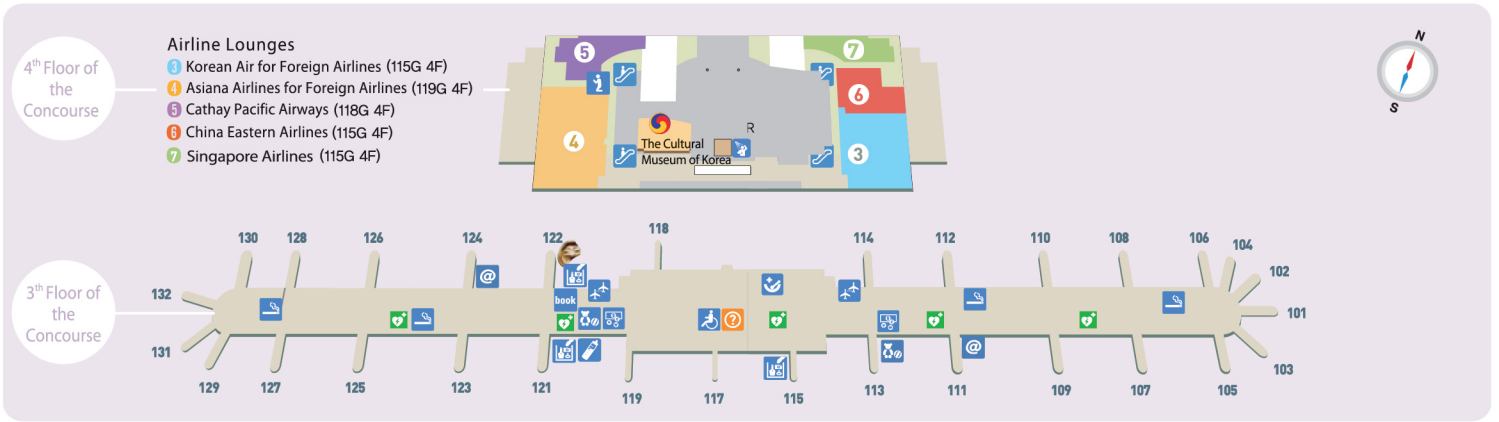 4th Floor of
the
Concourse
Airline Lounges
3 Korean Air for Foreign Airlines (115G 4F)
4 Asiana Airlines for Foreign Airlines (119G 4F)
5 Cathay Pacific Airways (118G 4F)
6 China Eastern Airlines (115G 4F)
7 Singapore Airlines (115G 4F)
5
7
6
4
3
R
The Cultural
Museum of Korea
N
S
3rd Floor of
the
Concourse
130
128
126
124
122
118
114
112
110
108
106
104
102
101
103
132
131
@
book
?
@
129
127
125
123
121
119
117
115
113
111
109
107
105